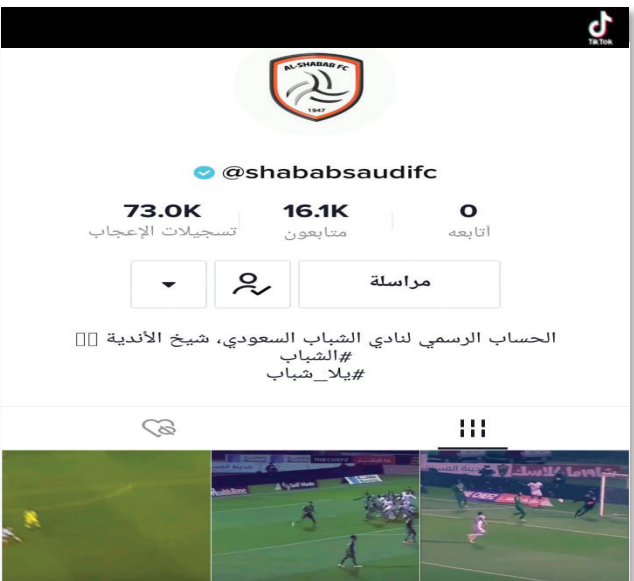 TikTok
AL-SHABAB FC
1947
@shababsaudifc
0 16.1K 73.0K
أتابعه متابعون تسجيلات الإعجاب
مراسلة
الحساب الرسمي لنادي الشباب السعودي، شيخ الأندية
#الشباب
#يلا_شباب